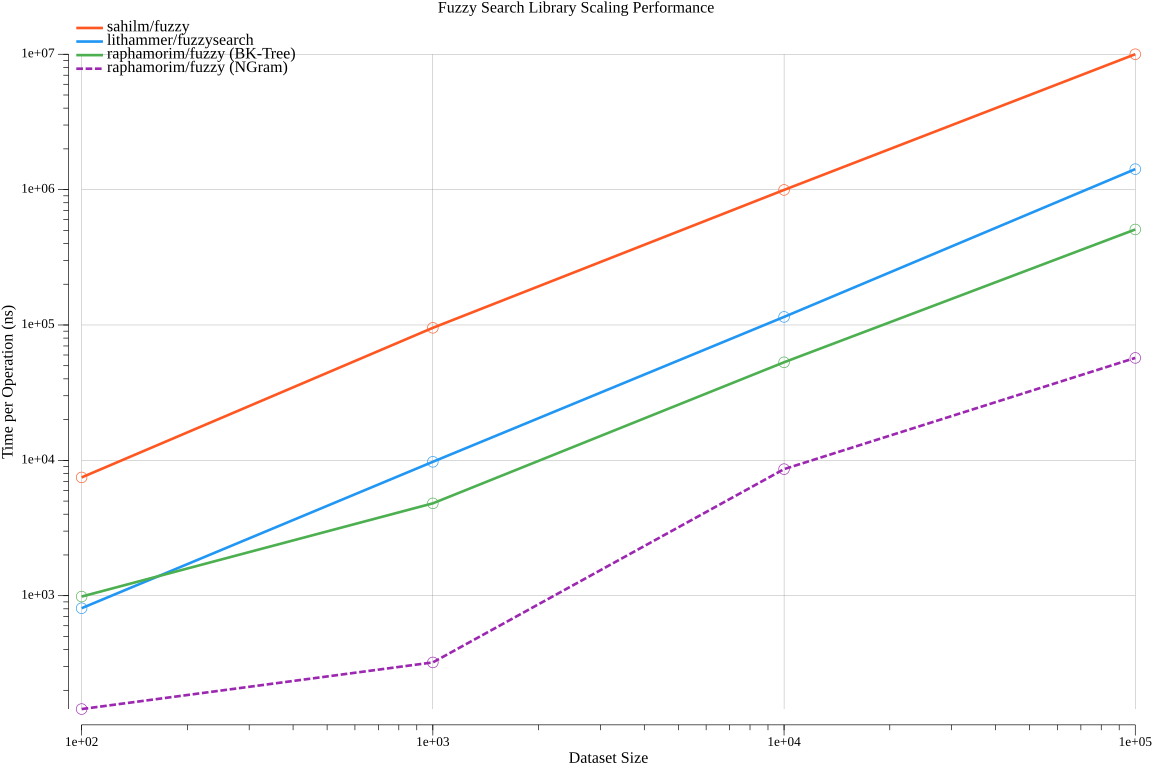 Fuzzy Search Library Scaling Performance
sahilm/fuzzy
lithammer/fuzzysearch
raphamorim/fuzzy (BK-Tree)
raphamorim/fuzzy (NGram)
1e+07
1e+06
1e+05
1e+04
1e+03
Time per Operation (ns)
1e+02
1e+03
1e+04
1e+05
Dataset Size